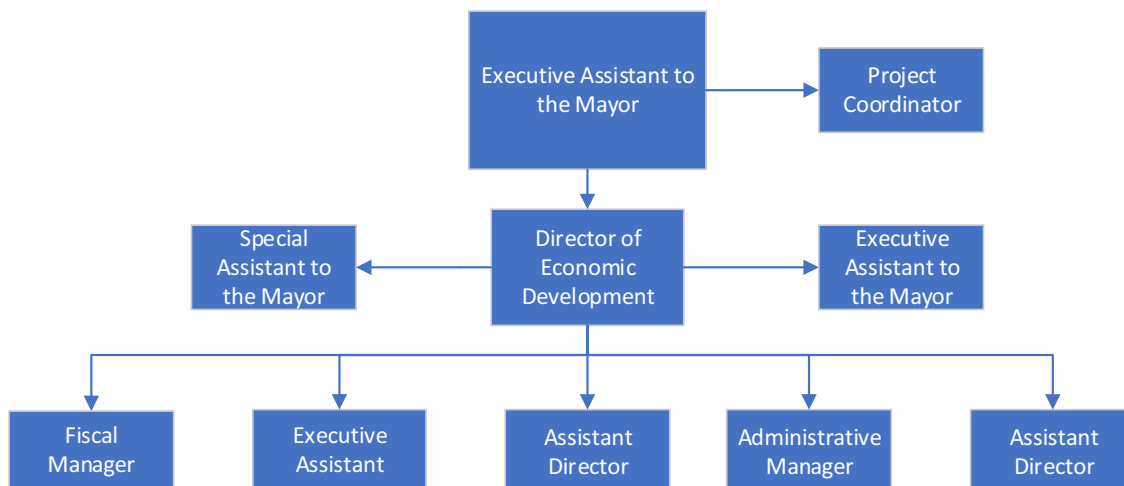 Executive Assistant to
the Mayor
Project
Coordinator
Special
Assistant to
the Mayor
Director of
Economic
Development
Executive
Assistant to
the Mayor
Fiscal
Manager
Executive
Assistant
Assistant
Director
Administrative
Manager
Assistant
Director